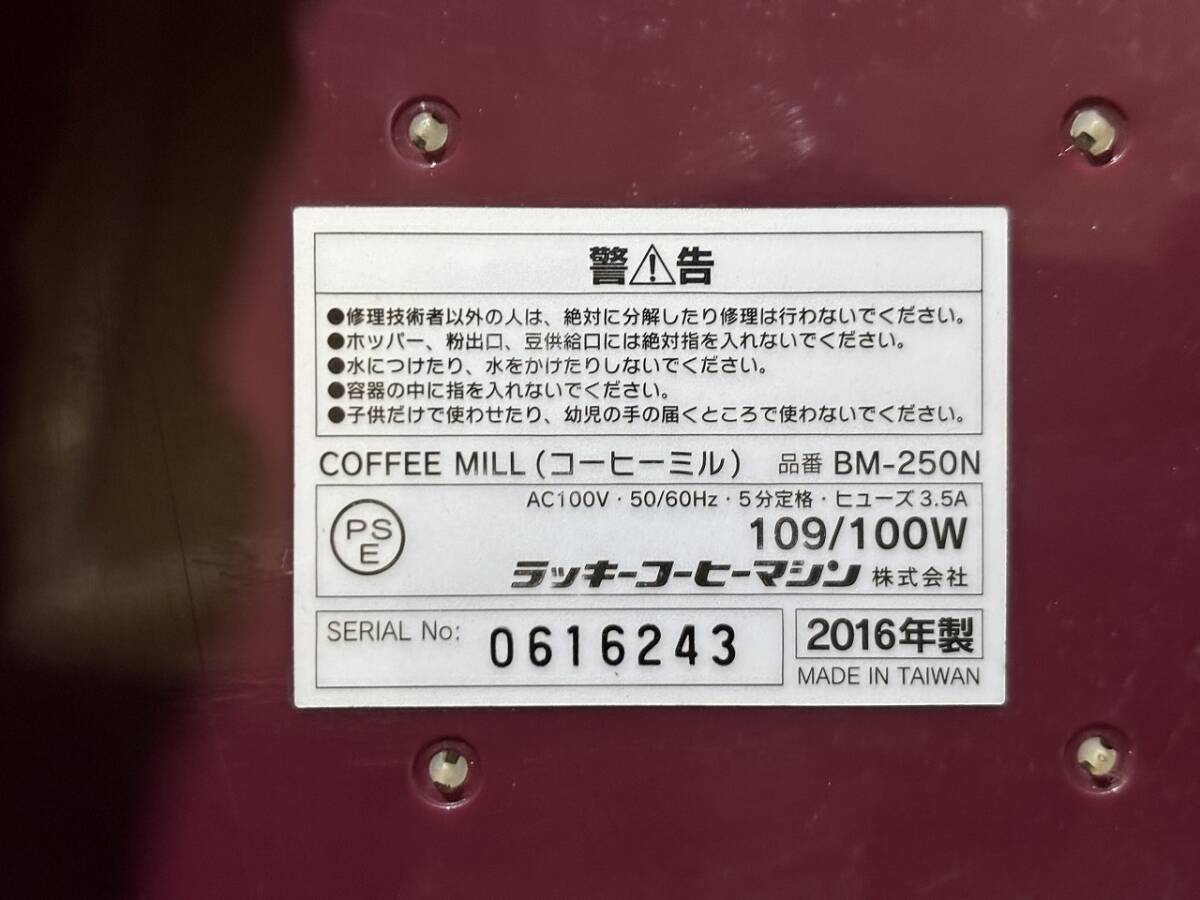 警⚠告
●修理技術者以外の人は、絶対に分解したり修理は行わないでください。
●ホッパー、粉出口、豆供給口には絶対指を入れないでください。
●水につけたり、水をかけたりしないでください。
●容器の中に指を入れないでください。
●子供だけで使わせたり、幼児の手の届くところで使わないでください。
COFFEE MILL (コーヒーミル) 品番 BM-250N
PSE
AC100V・50/60Hz・5分定格・ヒューズ 3.5A
109/100W
ラッキーコーヒーマシン 株式会社
SERIAL No: 0616243
2016年製
MADE IN TAIWAN